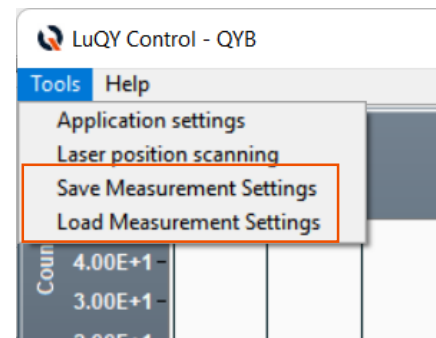 LuQY Control - QYB
Tools Help
Application settings
Laser position scanning
Save Measurement Settings
Load Measurement Settings
4.00E+1
3.00E+1